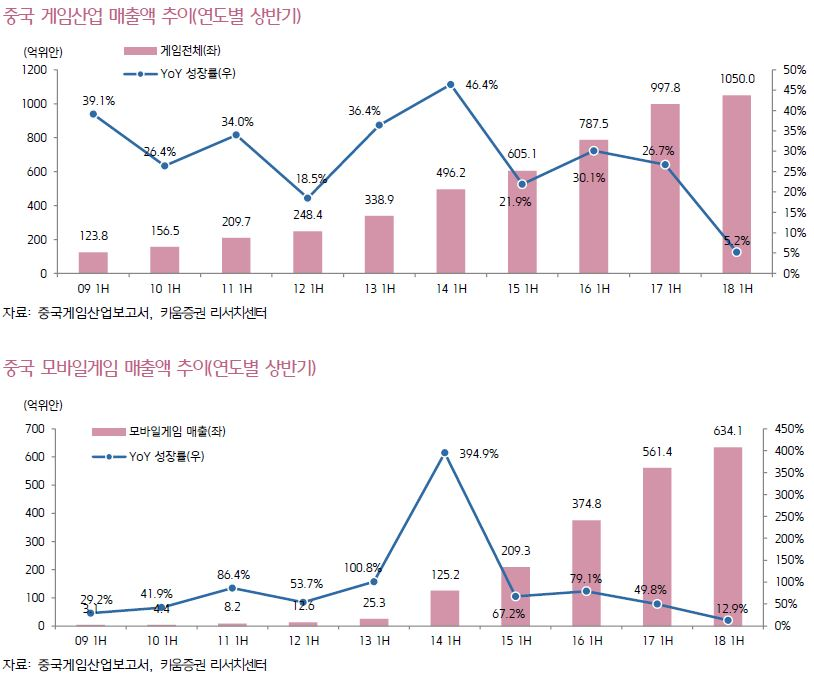 중국 게임산업 매출액 추이(연도별 상반기)
(억위안)
게임전체(좌)
YoY 성장률(우)
1200 50%
45%
1000 40%
35%
800 30%
600 25%
20%
400 15%
200 10%
5%
0 0%
39.1% 26.4% 34.0% 18.5% 36.4% 46.4% 21.9% 30.1% 26.7% 5.2%
123.8 156.5 209.7 248.4 338.9 496.2 605.1 787.5 997.8 1050.0
09 1H 10 1H 11 1H 12 1H 13 1H 14 1H 15 1H 16 1H 17 1H 18 1H
자료: 중국게임산업보고서, 키움증권 리서치센터
중국 모바일게임 매출액 추이(연도별 상반기)
(억위안)
모바일게임 매출(좌)
YoY 성장률(우)
700 450%
600 400%
350%
500 300%
400 250%
300 200%
200 150%
100 100%
50%
0 0%
29.2% 41.9% 86.4% 53.7% 100.8% 394.9% 67.2% 79.1% 49.8% 12.9%
3.1 4.4 8.2 12.6 25.3 125.2 209.3 374.8 561.4 634.1
09 1H 10 1H 11 1H 12 1H 13 1H 14 1H 15 1H 16 1H 17 1H 18 1H
자료: 중국게임산업보고서, 키움증권 리서치센터